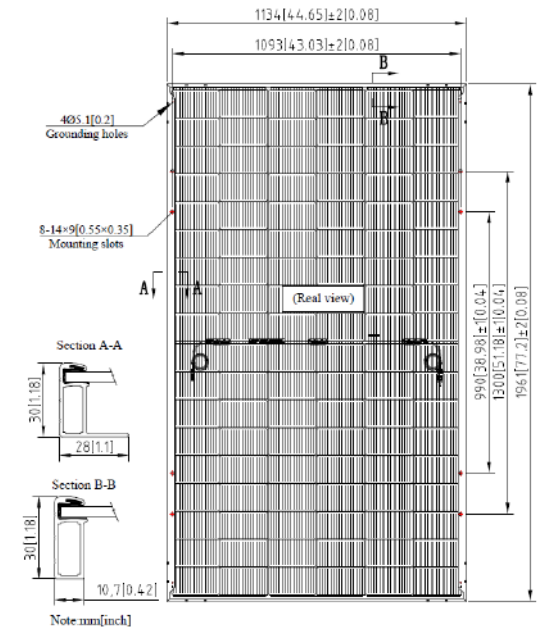 1134[44.65]±2[0.08]
1093[43.03]±2[0.08]
B
B
4Ø5.1[0.2]
Grounding holes
8-14×9[0.55×0.35]
Mounting slots
A
A
(Real view)
990[38.98]±1[0.04]
1300[51.18]±1[0.04]
1961[77.2]±2[0.08]
Section A-A
30[1.18]
28[1.1]
Section B-B
30[1.18]
10,7[0.42]
Note:mm[inch]